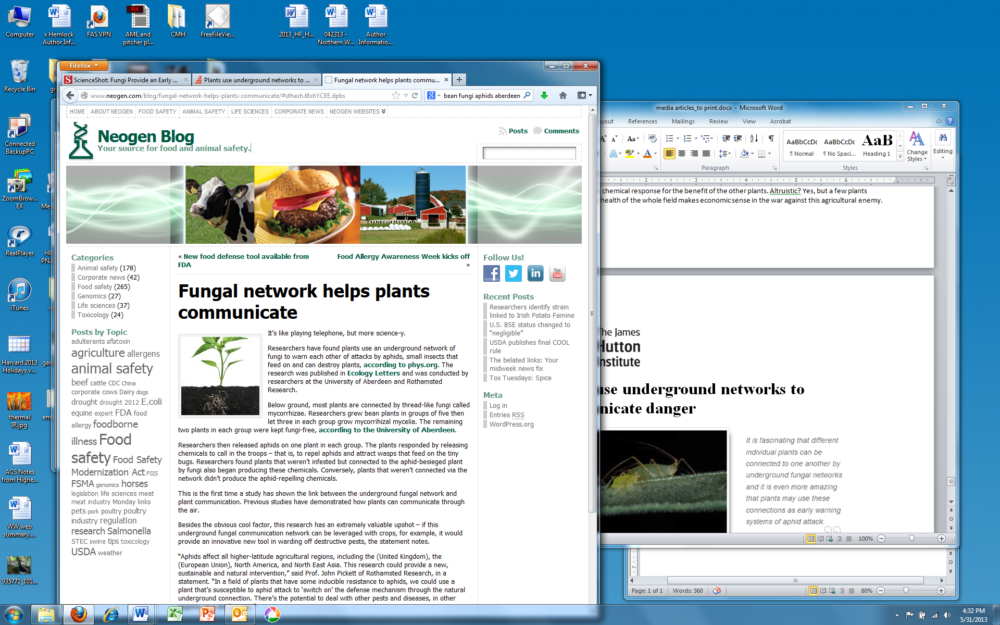 Computer
x Hemlock
Author Inf...
FAS VPN
FLV
AME and
pitcher pl...
CMH
FreeFileVie...
2013_HF_H...
042313 -
Northern W...
Author
Informatio...
Recycle Bin
Connected
BackupPC
ZoomBrow...
EX
RealPlayer
iTunes
Harvard 2013
Holidays v...
thermal
IR.jpg
ACS Notes
from Highe...
WW web
summary....
935771_101...
Firefox
ScienceShot: Fungi Provide an Early ...
Plants use underground networks to ...
Fungal network helps plants commu...
www.neogen.com/blog/fungal-network-helps-plants-communicate/#sthash.t8shYCEE.dpbs
bean fungi aphids aberdeen
HOME
ABOUT NEOGEN
FOOD SAFETY
ANIMAL SAFETY
LIFE SCIENCES
CORPORATE NEWS
NEOGEN WEBSITES
Neogen Blog
Your source for food and animal safety.
Posts
Comments
Categories
Animal safety (178)
Corporate news (42)
Food safety (265)
Genomics (27)
Life sciences (37)
Toxicology (24)
Posts by Topic
adulterants aflatoxin
agriculture allergens
animal safety
beef cattle CDC China
corporate cows Dairy dogs
drought drought 2012 E.coli
equine expert FDA food
allergy foodborne
illness Food
safety Food Safety
Modernization Act FSIS
FSMA genomics horses
legislation life sciences meat
meat industry Monday links
pets pork poultry poultry
industry regulation
research Salmonella
STEC swine tips toxicology
USDA weather
« New food defense tool available from
FDA
Food Allergy Awareness Week kicks off
»
Fungal network helps plants
communicate
It’s like playing telephone, but more science-y.
Researchers have found plants use an underground network of
fungi to warn each other of attacks by aphids, small insects that
feed on and can destroy plants, according to phys.org. The
research was published in Ecology Letters and was conducted by
researchers at the University of Aberdeen and Rothamsted
Research.
Below ground, most plants are connected by thread-like fungi called
mycorrhizae. Researchers grew bean plants in groups of five then
let three in each group grow mycorrihizal mycelia. The remaining
two plants in each group were kept fungi-free, according to the University of Aberdeen.
Researchers then released aphids on one plant in each group. The plants responded by releasing
chemicals to call in the troops – that is, to repel aphids and attract wasps that feed on the tiny
bugs. Researchers found plants that weren’t infested but connected to the aphid-besieged plant
by fungi also began producing these chemicals. Conversely, plants that weren’t connected via the
network didn’t produce the aphid-repelling chemicals.
This is the first time a study has shown the link between the underground fungal network and
plant communication. Previous studies have demonstrated how plants can communicate through
the air.
Besides the obvious cool factor, this research has an extremely valuable upshot – if this
underground fungal communication network can be leveraged with crops, for example, it would
provide an innovative new tool in warding off destructive pests, the statement notes.
“Aphids affect all higher-latitude agricultural regions, including the (United Kingdom), the
(European Union), North America, and North East Asia. This research could provide a new,
sustainable and natural intervention,” said Prof. John Pickett of Rothamsted Research, in a
statement. “In a field of plants that have some inducible resistance to aphids, we could use a
plant that’s susceptible to aphid attack to ‘switch on’ the defense mechanism through the natural
underground connection. There’s the potential to deal with other pests and diseases, in other
Follow Us!
You
Tube
Recent Posts
Researchers identify strain
linked to Irish Potato Famine
U.S. BSE status changed to
“negligible”
USDA publishes final COOL
rule
The belated links: Your
midweek news fix
Tox Tuesdays: Spice
Meta
Log in
Entries RSS
WordPress.org
media articles_to print.docx - Microsoft Word
yout
References
Mailings
Review
View
Acrobat
AaBbCcDc
AaBbCcDc
AaB
¶ Normal
¶ No Spaci...
Heading 1
Change
Styles
Editing
Paragraph
Styles
2 3 4 5 6
chemical response for the benefit of the other plants. Altruistic? Yes, but a few plants
health of the whole field makes economic sense in the war against this agricultural enemy.
The James
Hutton
Institute
use underground networks to
nicate danger
It is fascinating that different
individual plants can be
connected to one another by
underground fungal networks
and it is even more amazing
that plants may use these
connections as early warning
systems of aphid attack.
100%
Page: 1 of 1
Words: 360
80%
4:32 PM
5/31/2013